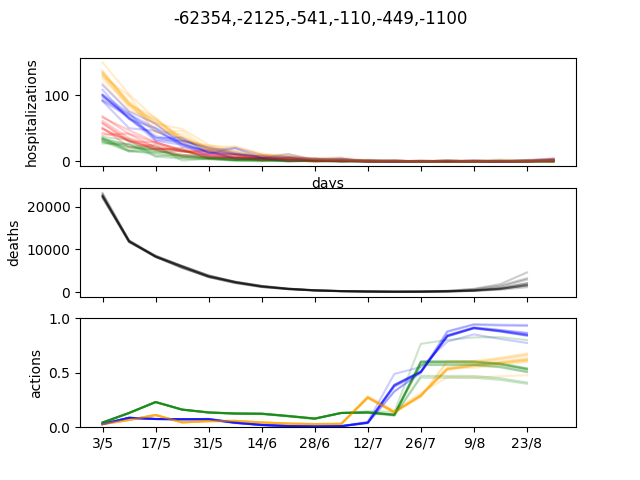 -62354,-2125,-541,-110,-449,-1100
hospitalizations
100
0
days
deaths
20000
10000
0
actions
1.0
0.5
0.0
3/5 17/5 31/5 14/6 28/6 12/7 26/7 9/8 23/8